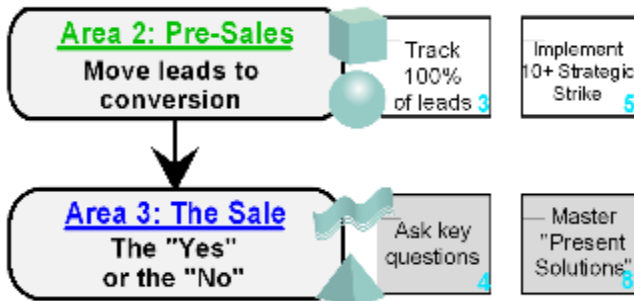 Area 2: Pre-Sales
Move leads to
conversion
Track
100%
of leads 3
Implement
10+ Strategic
Strike
5
Area 3: The Sale
The "Yes"
or the "No"
Ask key
questions
4
Master
"Present
Solutions"
8